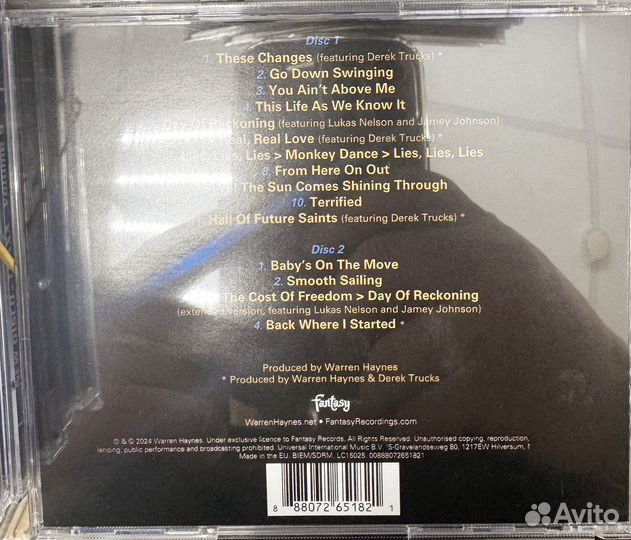 Disc 1
1. These Changes (featuring Derek Trucks) *
2. Go Down Swinging
3. You Ain't Above Me
4. This Life As We Know It
Day Of Reckoning (featuring Lukas Nelson and Jamey Johnson)
Real, Real Love (featuring Derek Trucks) *
Lies, Lies, Lies > Monkey Dance > Lies, Lies, Lies
8. From Here On Out
The Sun Comes Shining Through
10. Terrified
Hall Of Future Saints (featuring Derek Trucks) *
Disc 2
1. Baby's On The Move
2. Smooth Sailing
The Cost Of Freedom > Day Of Reckoning
(extended version, featuring Lukas Nelson and Jamey Johnson)
4. Back Where I Started *
Produced by Warren Haynes
* Produced by Warren Haynes & Derek Trucks
Fantasy
WarrenHaynes.net • FantasyRecordings.com
℗ & © 2024 Warren Haynes. Under exclusive licence to Fantasy Records. All Rights Reserved. Unauthorised copying, reproduction,
lending, public performance and broadcasting prohibited. Universal International Music B.V. 'S-Gravelandseweg 80, 1217EW Hilversum,
Made in the EU. BIEM/SDRM. LC15025. 00888072651821
8 88072 65182 1
Avito